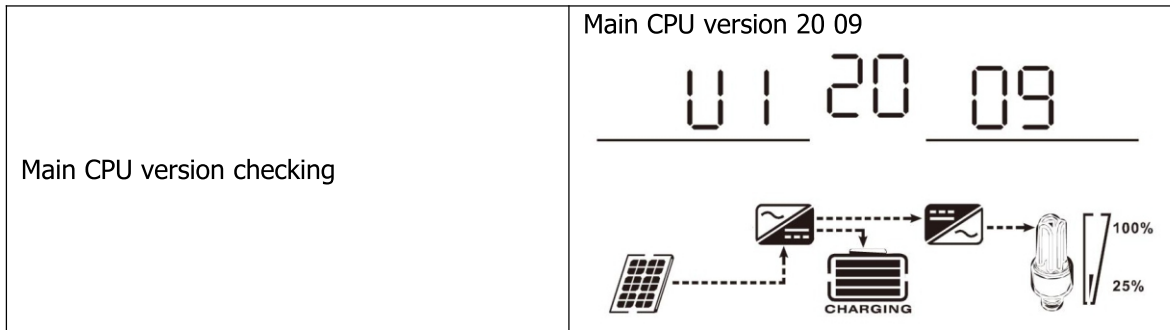 Main CPU version checking
Main CPU version 20 09
U1 20 09
100%
25%
CHARGING